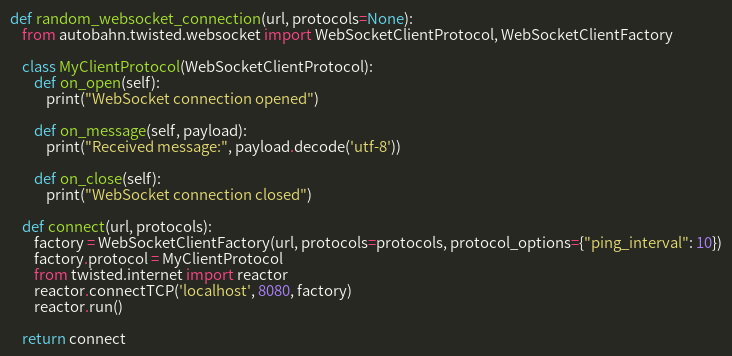 def random_websocket_connection(url, protocols=None):
    from autobahn.twisted.websocket import WebSocketClientProtocol, WebSocketClientFactory

    class MyClientProtocol(WebSocketClientProtocol):
        def on_open(self):
            print("WebSocket connection opened")

        def on_message(self, payload):
            print("Received message:", payload.decode('utf-8'))

        def on_close(self):
            print("WebSocket connection closed")

    def connect(url, protocols):
        factory = WebSocketClientFactory(url, protocols=protocols, protocol_options={"ping_interval": 10})
        factory.protocol = MyClientProtocol
        from twisted.internet import reactor
        reactor.connectTCP('localhost', 8080, factory)
        reactor.run()

    return connect